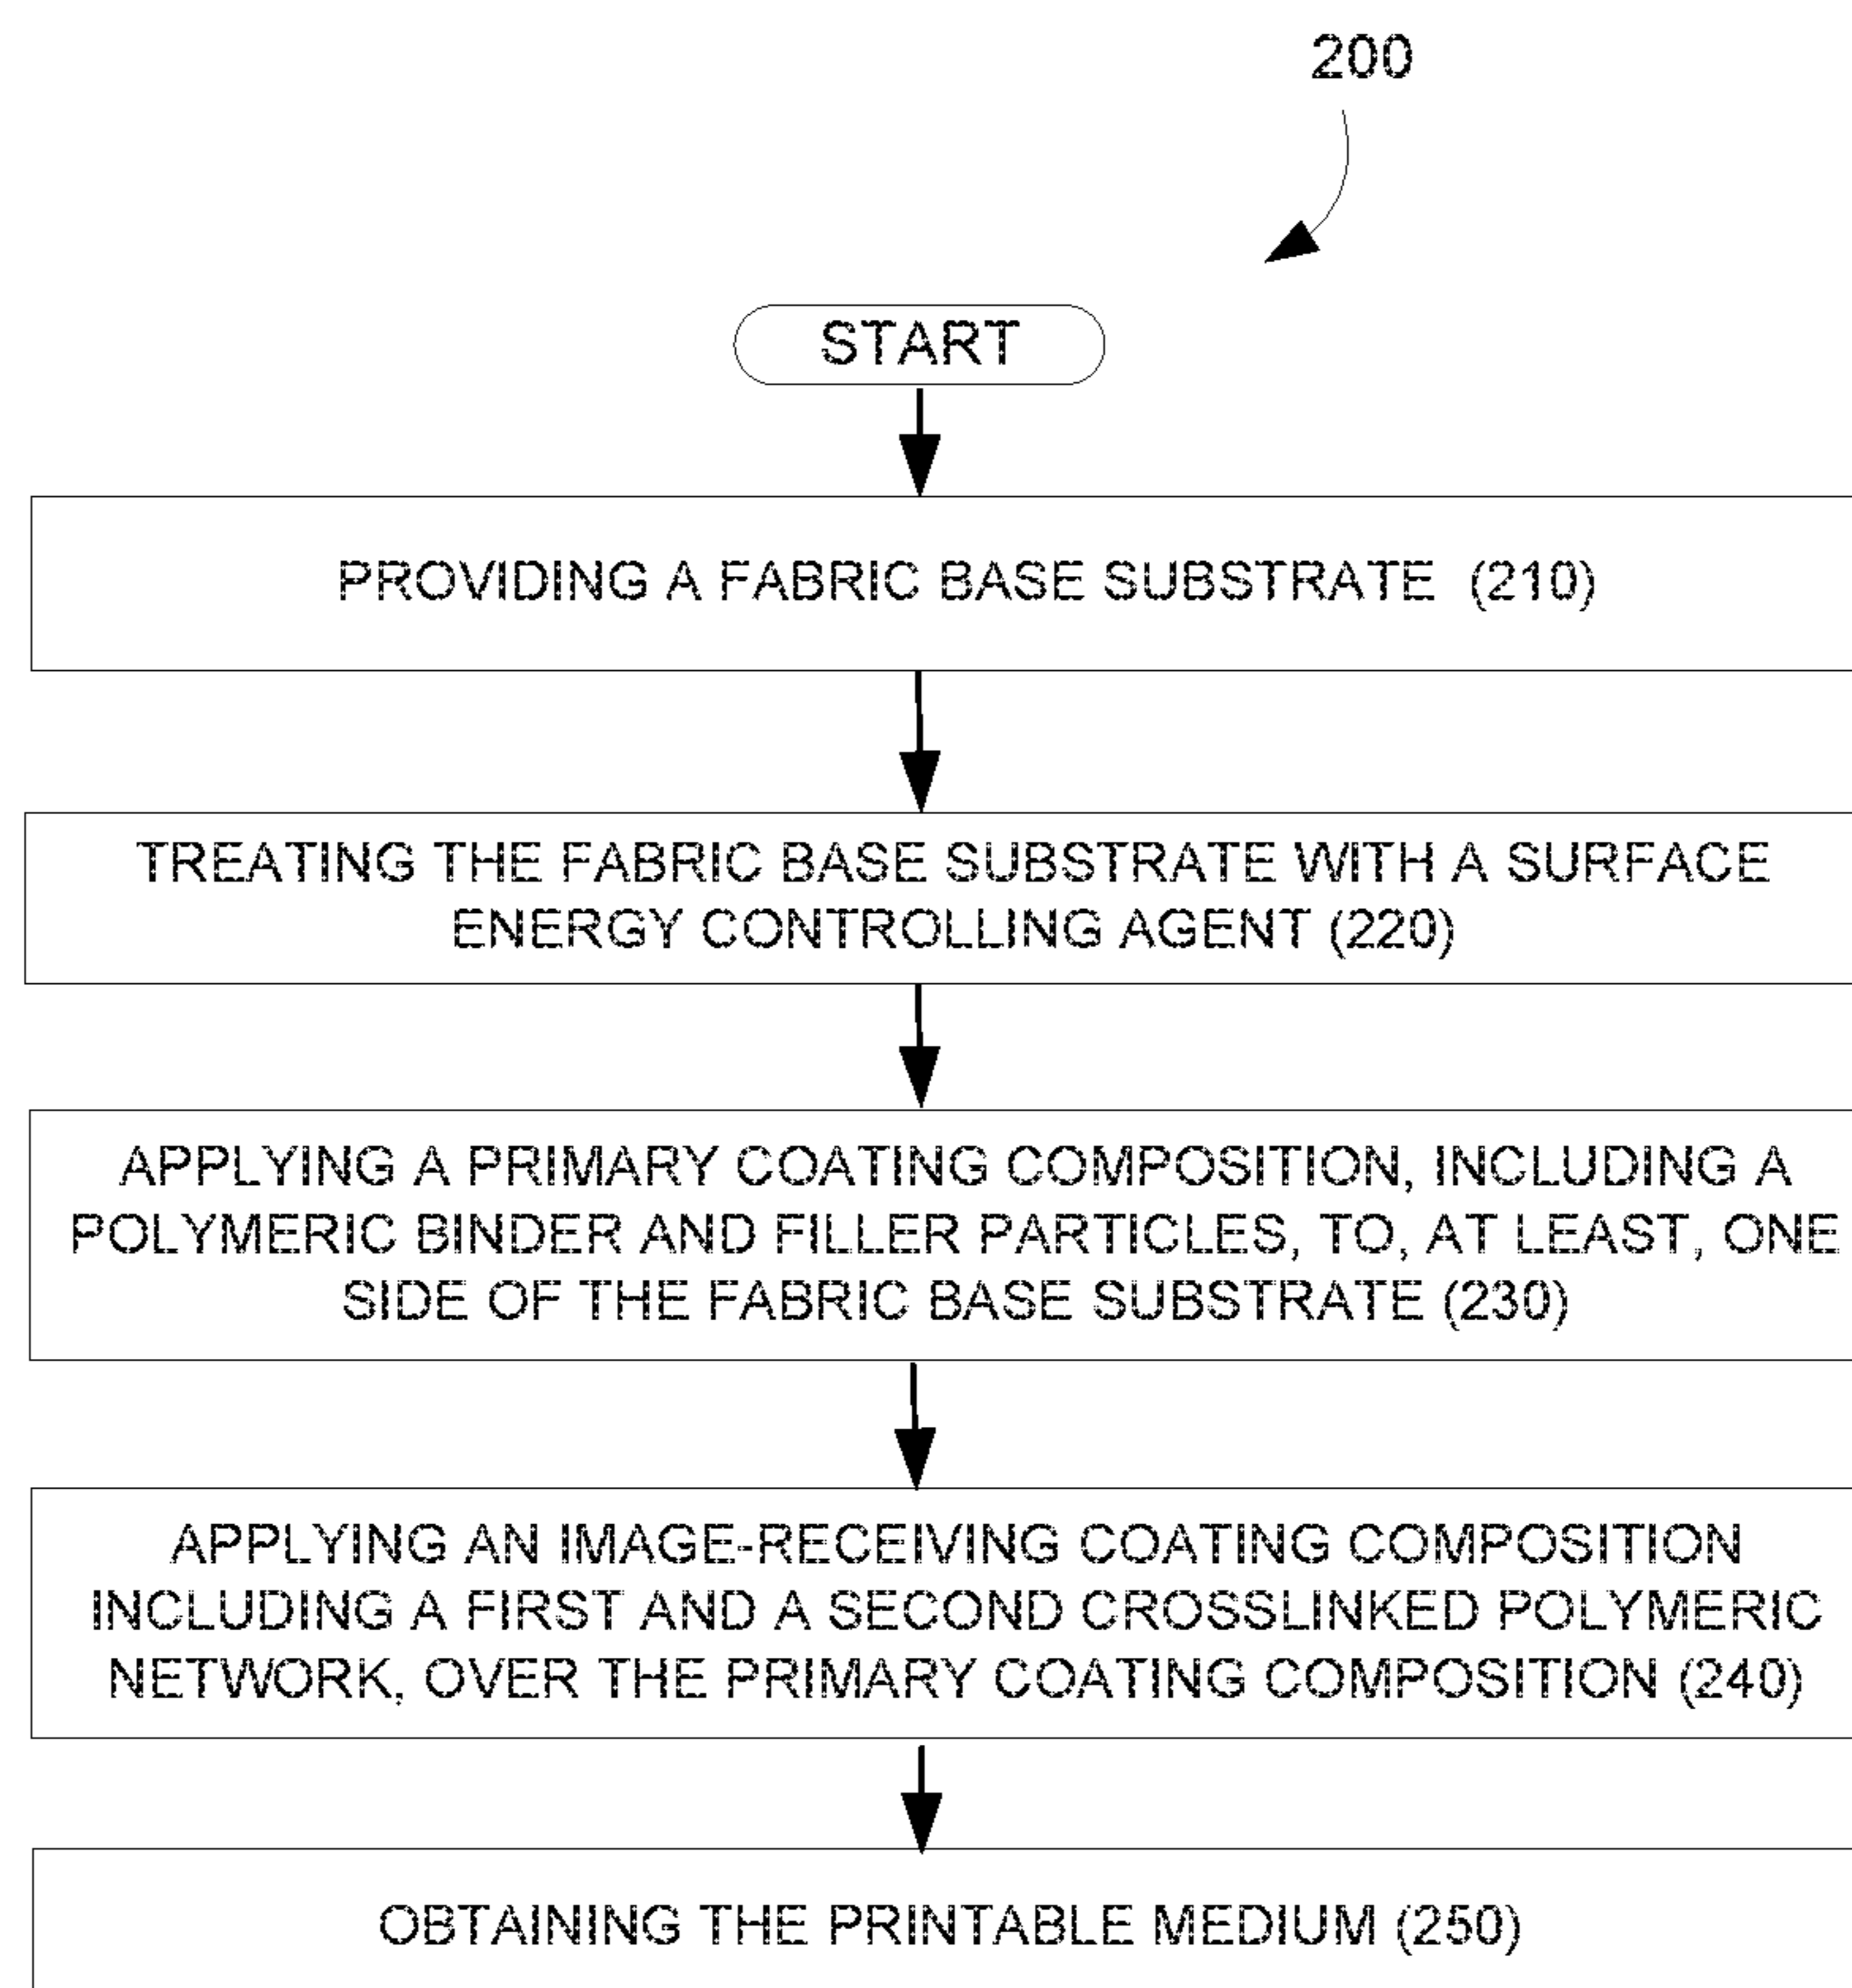 200
START
PROVIDING A FABRIC BASE SUBSTRATE (210)
TREATING THE FABRIC BASE SUBSTRATE WITH A SURFACE
ENERGY CONTROLLING AGENT (220)
APPLYING A PRIMARY COATING COMPOSITION, INCLUDING A
POLYMERIC BINDER AND FILLER PARTICLES, TO, AT LEAST, ONE
SIDE OF THE FABRIC BASE SUBSTRATE (230)
APPLYING AN IMAGE-RECEIVING COATING COMPOSITION
INCLUDING A FIRST AND A SECOND CROSSLINKED POLYMERIC
NETWORK, OVER THE PRIMARY COATING COMPOSITION (240)
OBTAINING THE PRINTABLE MEDIUM (250)